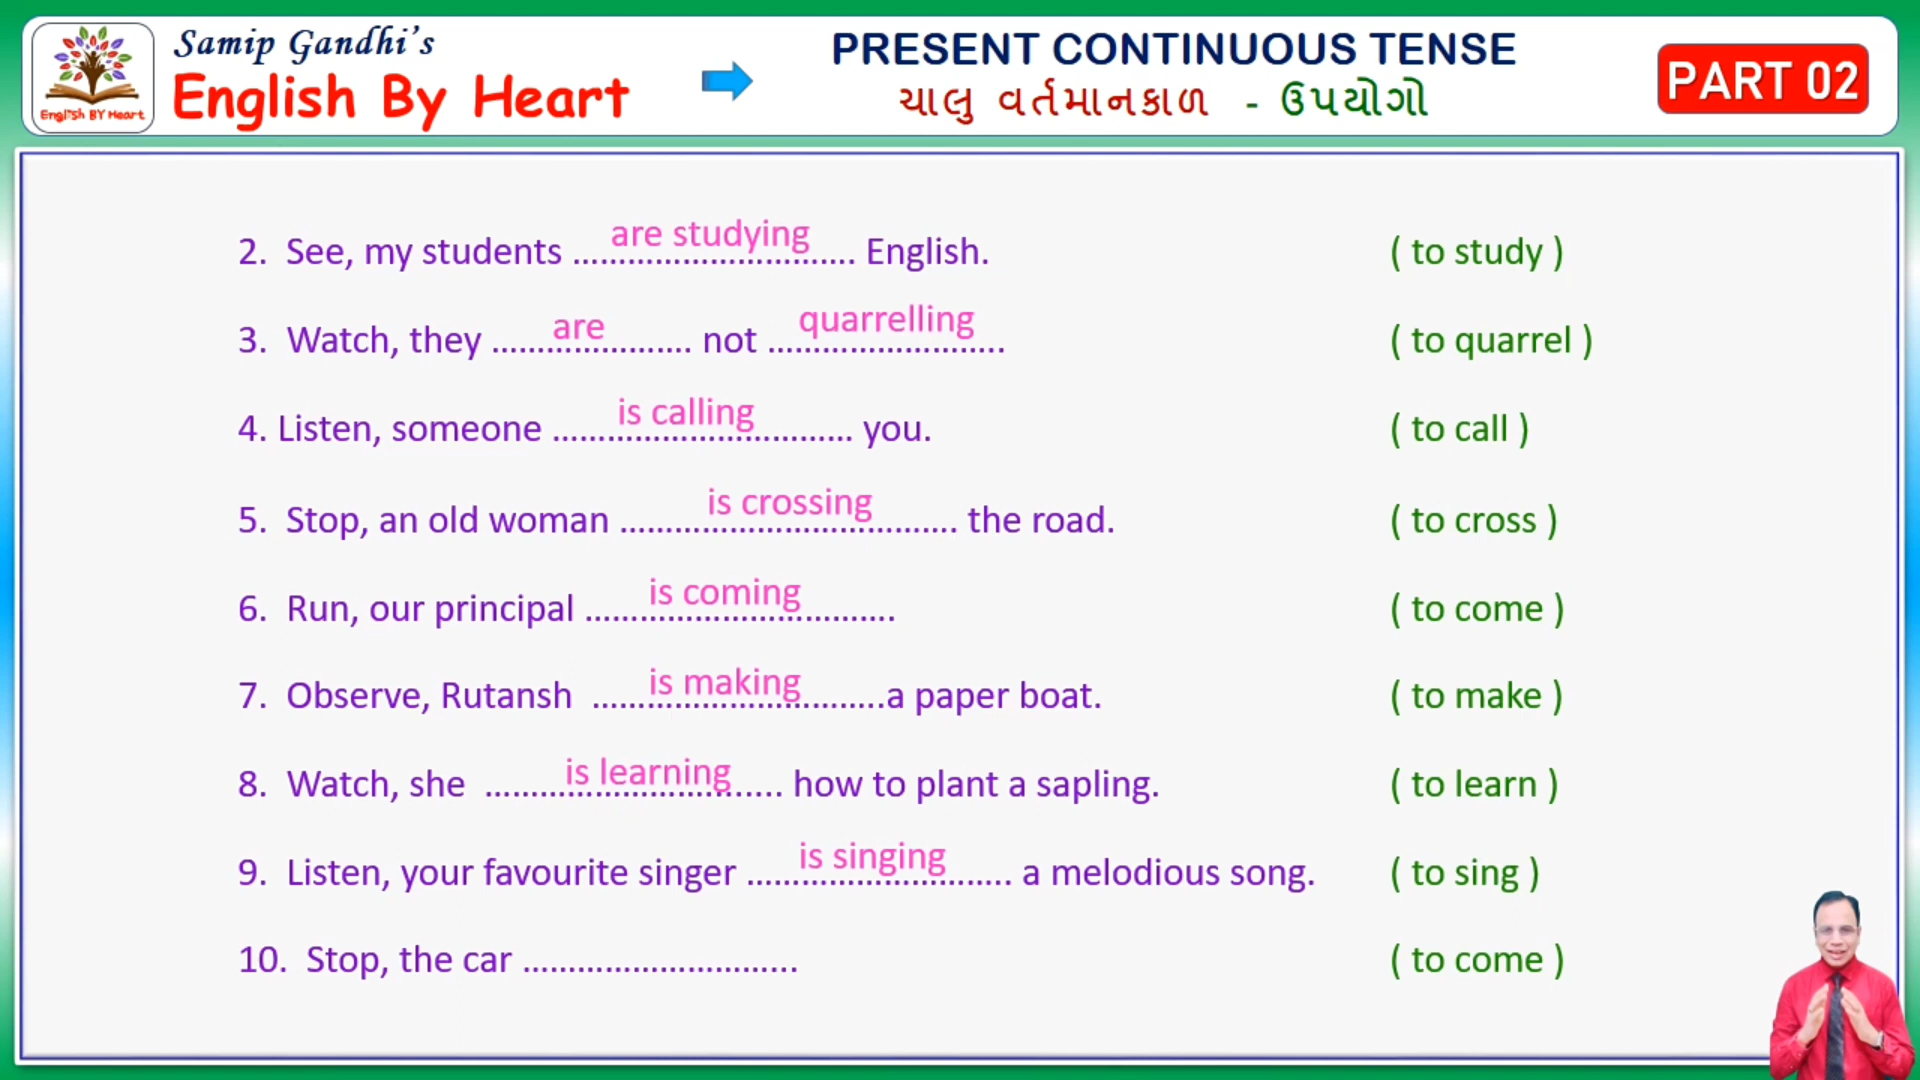 Samip Gandhi's
English By Heart
English BY Heart
PRESENT CONTINUOUS TENSE
ચાલુ વર્તમાનકાળ - ઉપયોગો
PART 02
2. See, my students ................................ English. ( to study )
are studying
3. Watch, they ...................... not .......................... ( to quarrel )
are quarrelling
4. Listen, someone ................................. you. ( to call )
is calling
5. Stop, an old woman ..................................... the road. ( to cross )
is crossing
6. Run, our principal .................................. ( to come )
is coming
7. Observe, Rutansh ................................a paper boat. ( to make )
is making
8. Watch, she ................................. how to plant a sapling. ( to learn )
is learning
9. Listen, your favourite singer ............................. a melodious song. ( to sing )
is singing
10. Stop, the car .............................. ( to come )